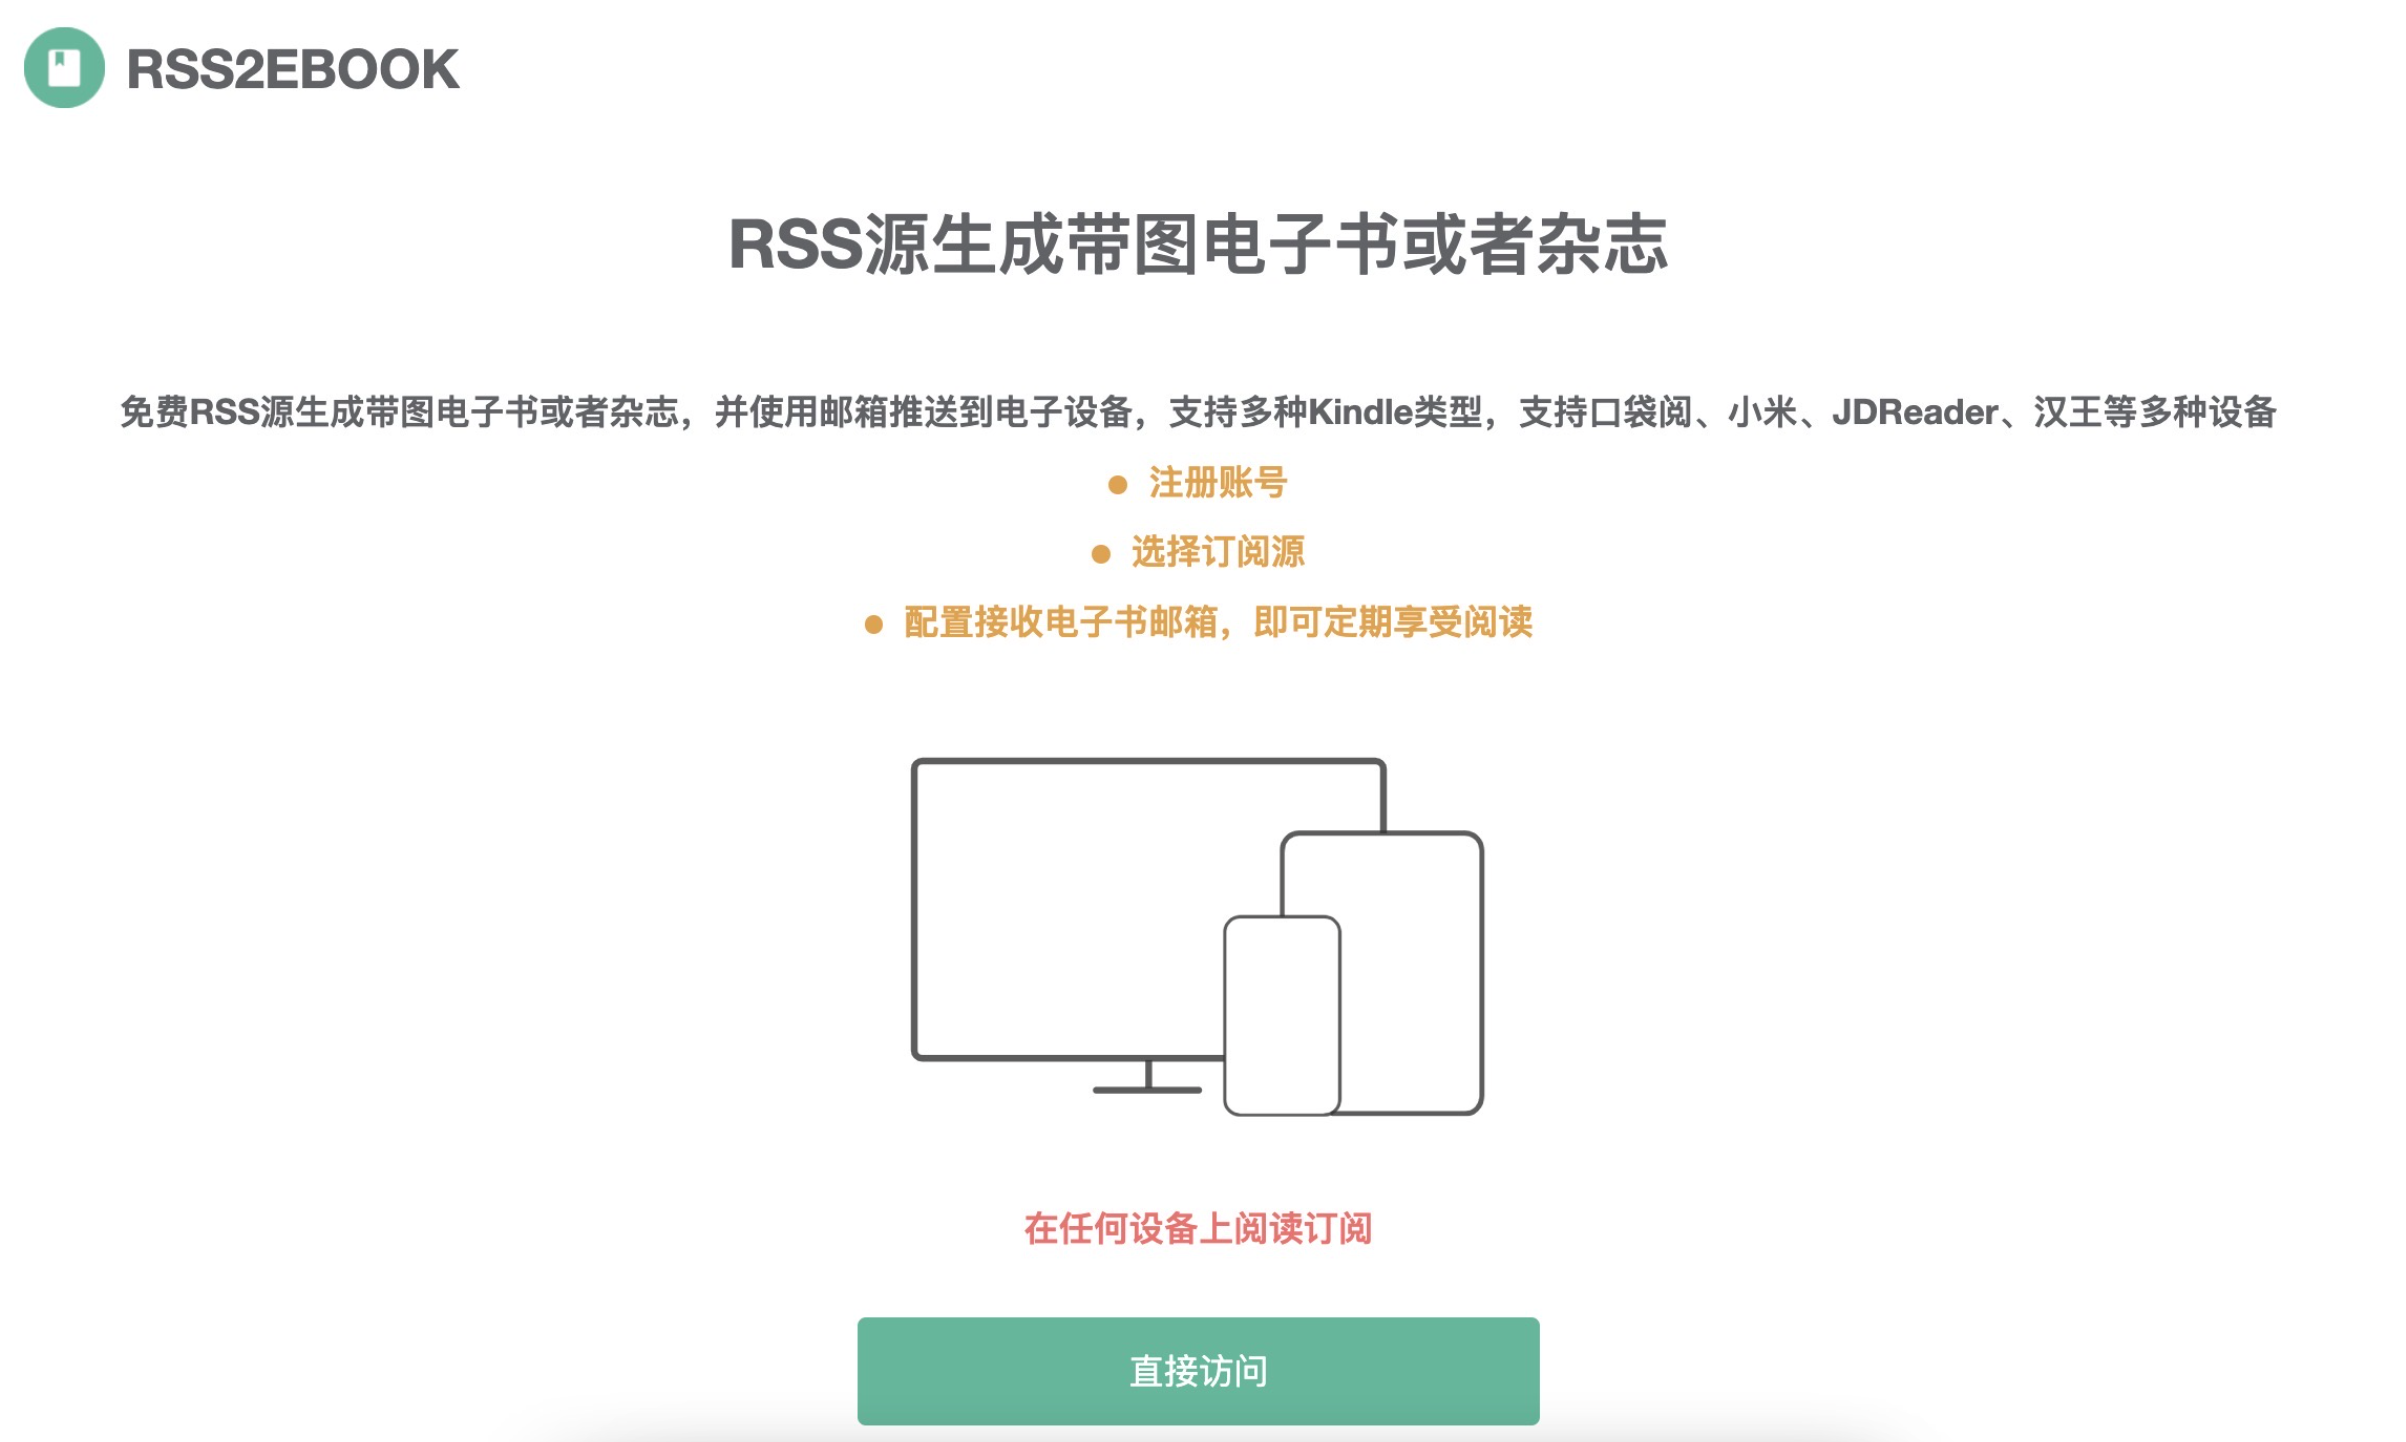 RSS2EBOOK
RSS源生成带图电子书或者杂志
免费RSS源生成带图电子书或者杂志，并使用邮箱推送到电子设备，支持多种Kindle类型，支持口袋阅、小米、JDReader、汉王等多种设备
● 注册账号
● 选择订阅源
● 配置接收电子书邮箱，即可定期享受阅读
在任何设备上阅读订阅
直接访问